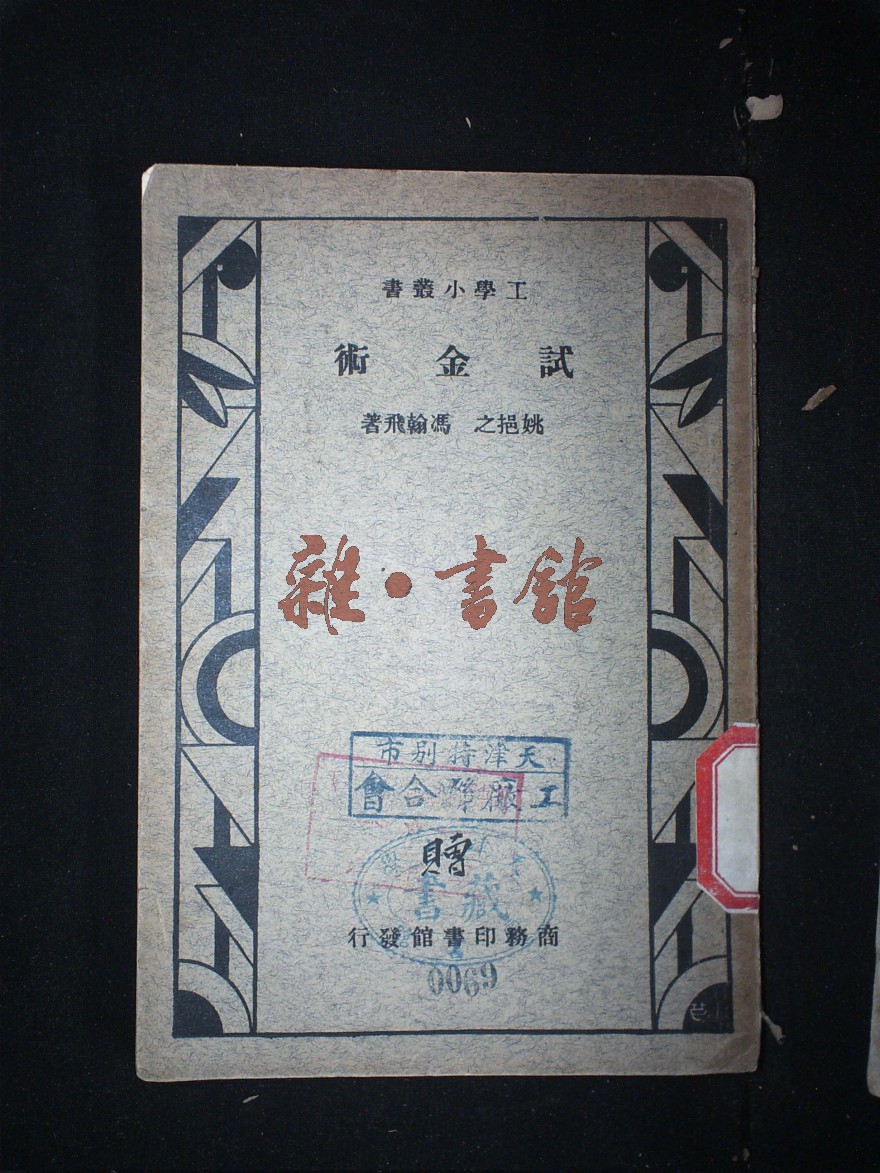 工學小叢書
試金術
姚挹之 馮翰飛著
雜·書館
天津特別市
工廠聯合會
贈
藏書
商務印書館發行
0069